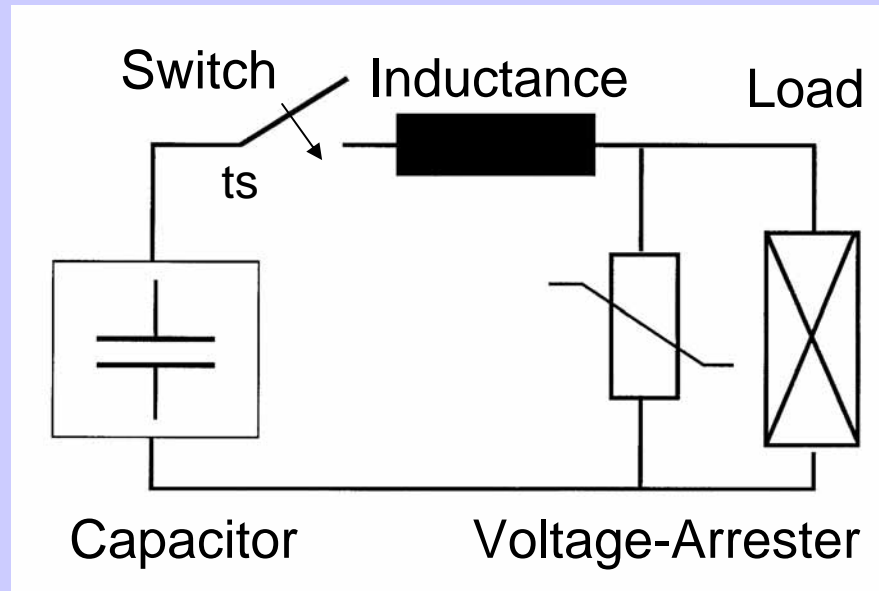 Switch
Inductance
Load
ts
Capacitor
Voltage-Arrester